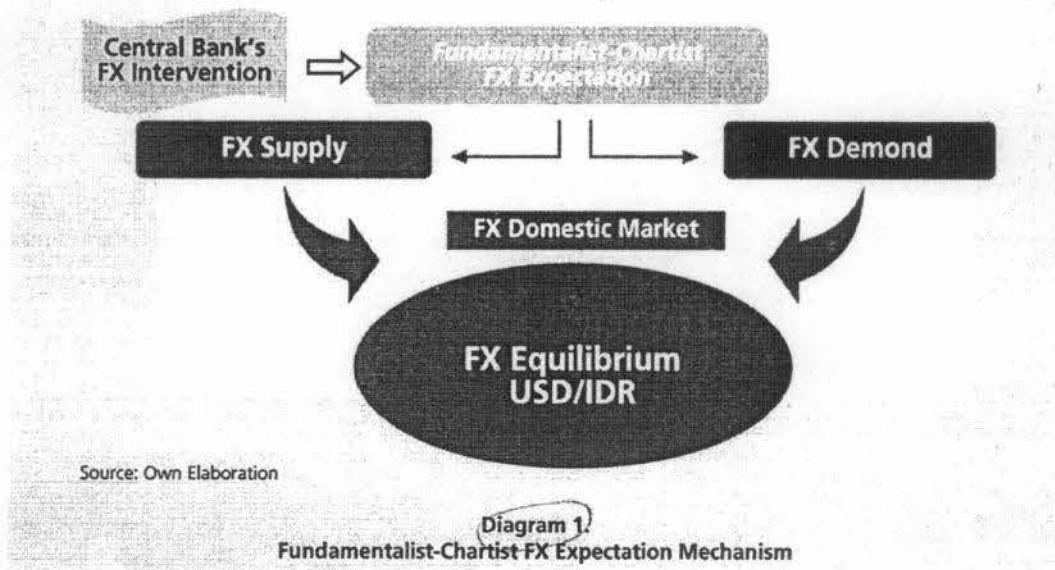 Central Bank's
FX Intervention
Fundamentalist-Chartist
FX Expectation
FX Supply
FX Demond
FX Domestic Market
FX Equilibrium
USD/IDR
Source: Own Elaboration
Diagram 1.
Fundamentalist-Chartist FX Expectation Mechanism